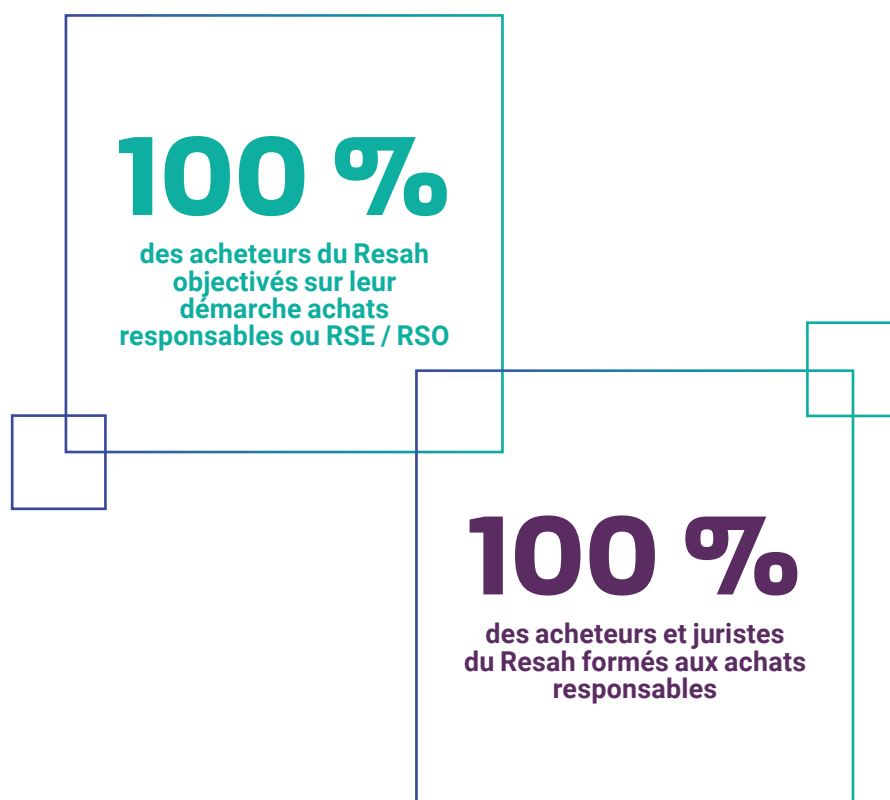 100 %
des acheteurs du Resah
objectivés sur leur
démarche achats
responsables ou RSE / RSO
100 %
des acheteurs et juristes
du Resah formés aux achats
responsables